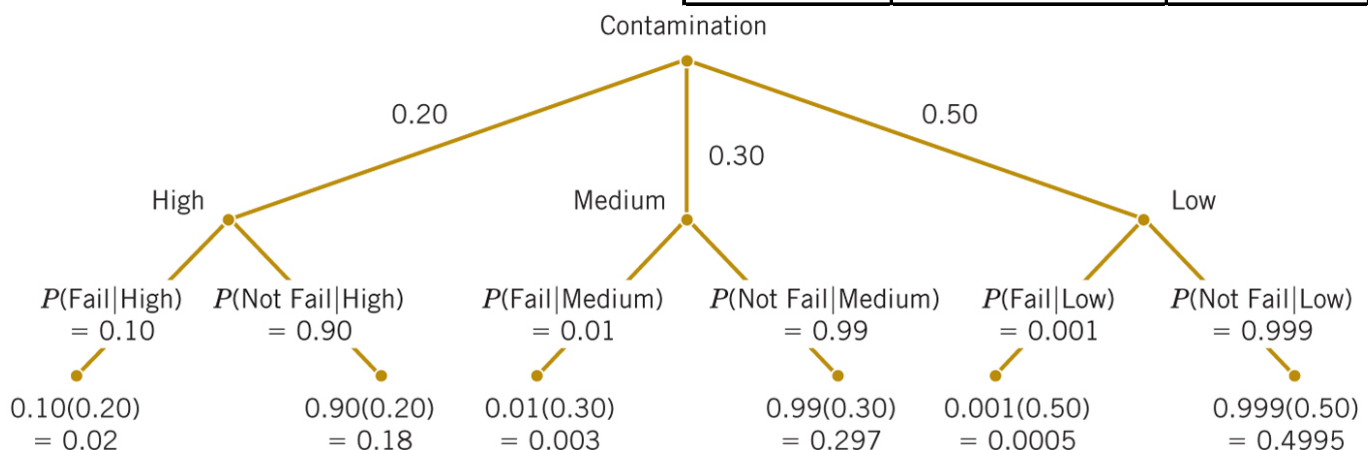 Contamination
0.20
0.50
0.30
High
Medium
Low
P(Fail|High)
= 0.10
P(Not Fail|High)
= 0.90
P(Fail|Medium)
= 0.01
P(Not Fail|Medium)
= 0.99
P(Fail|Low)
= 0.001
P(Not Fail|Low)
= 0.999
0.10(0.20)
= 0.02
0.90(0.20)
= 0.18
0.01(0.30)
= 0.003
0.99(0.30)
= 0.297
0.001(0.50)
= 0.0005
0.999(0.50)
= 0.4995